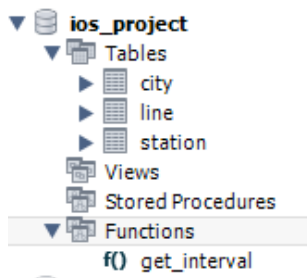 ios_project
Tables
city
line
station
Views
Stored Procedures
Functions
f() get_interval